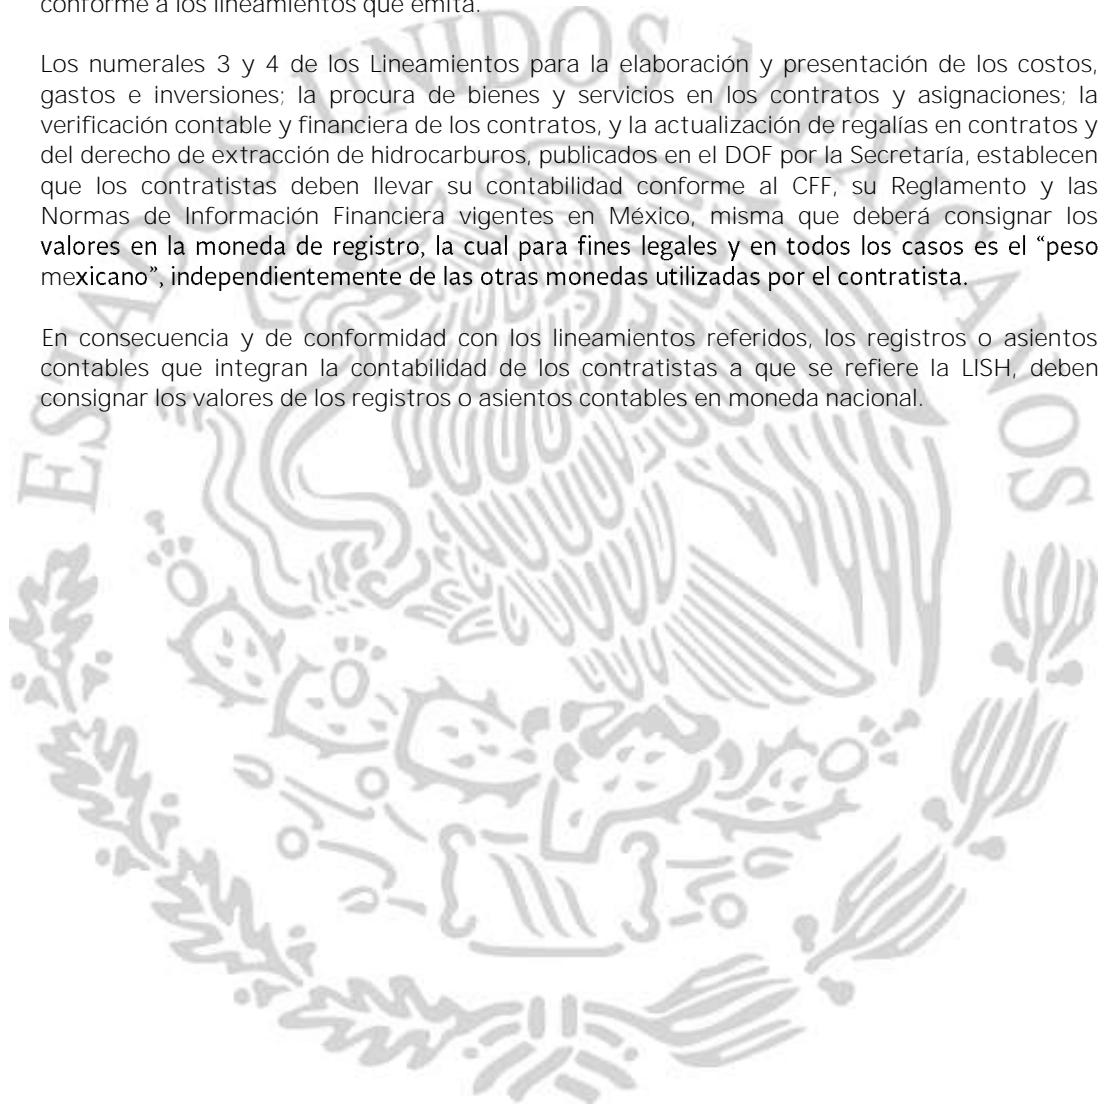 conforme a los lineamientos que emita.
Los numerales 3 y 4 de los Lineamientos para la elaboración y presentación de los costos,
gastos e inversiones; la procura de bienes y servicios en los contratos y asignaciones; la
verificación contable y financiera de los contratos, y la actualización de regalías en contratos y
del derecho de extracción de hidrocarburos, publicados en el DOF por la Secretaría, establecen
que los contratistas deben llevar su contabilidad conforme al CFF, su Reglamento y las
Normas de Información Financiera vigentes en México, misma que deberá consignar los
valores en la moneda de registro, la cual para fines legales y en todos los casos es el “peso
mexicano”, independientemente de las otras monedas utilizadas por el contratista.
En consecuencia y de conformidad con los lineamientos referidos, los registros o asientos
contables que integran la contabilidad de los contratistas a que se refiere la LISH, deben
consignar los valores de los registros o asientos contables en moneda nacional.
ESTADOS UNIDOS MEXICANOS